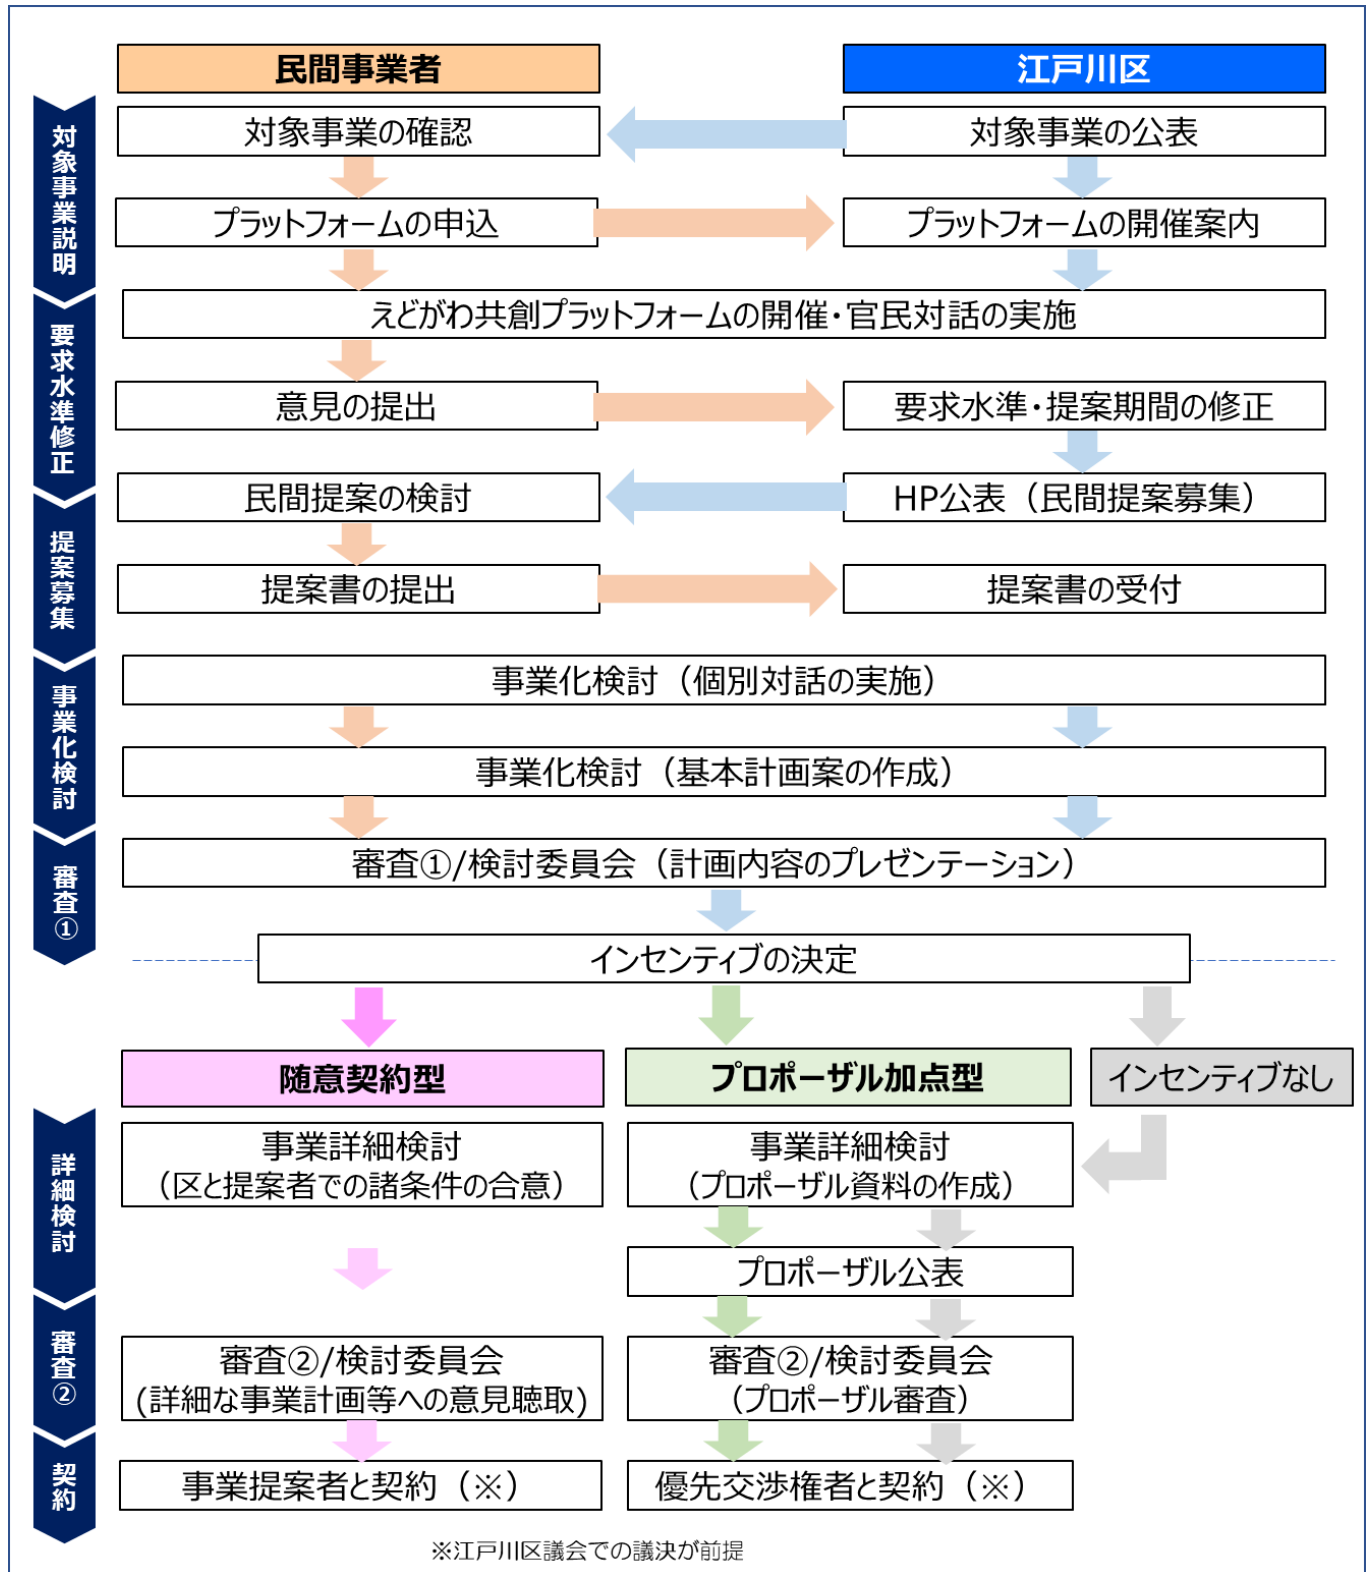 民間事業者
江戸川区
対象事業説明
対象事業の確認
対象事業の公表
プラットフォームの申込
プラットフォームの開催案内
えどがわ共創プラットフォームの開催・官民対話の実施
要求水準修正
意見の提出
要求水準・提案期間の修正
民間提案の検討
HP公表（民間提案募集）
提案募集
提案書の提出
提案書の受付
事業化検討
事業化検討（個別対話の実施）
事業化検討（基本計画案の作成）
審査①
審査①/検討委員会（計画内容のプレゼンテーション）
インセンティブの決定
随意契約型
プロポーザル加点型
インセンティブなし
詳細検討
事業詳細検討
（区と提案者での諸条件の合意）
事業詳細検討
（プロポーザル資料の作成）
プロポーザル公表
審査②
審査②/検討委員会
(詳細な事業計画等への意見聴取)
審査②/検討委員会
（プロポーザル審査）
契約
事業提案者と契約（※）
優先交渉権者と契約（※）
※江戸川区議会での議決が前提